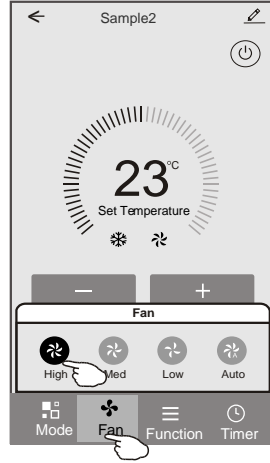 Sample2
23°C
Set Temperature
Fan
High Med Low Auto
Mode Fan Function Timer